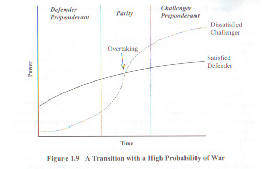 Defender
Preponderant
Parity
Challenger
Preponderant
Dissatisfied
Challenger
Overtaking
Satisfied
Defender
Power
Time
Figure 1.9 A Transition with a High Probability of War